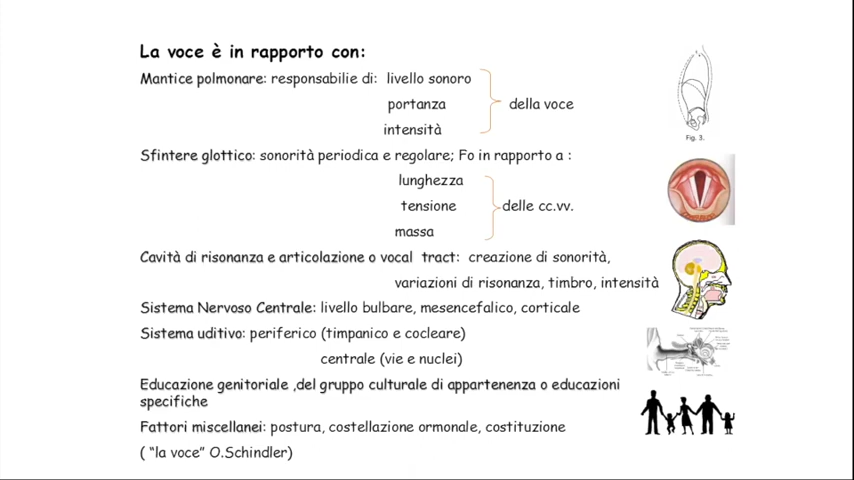 La voce è in rapporto con:
Mantice polmonare: responsabilie di: livello sonoro
portanza
della voce
intensità
Fig. 3.
Sfintere glottico: sonorità periodica e regolare; Fo in rapporto a :
lunghezza
tensione
delle cc.vv.
massa
Cavità di risonanza e articolazione o vocal tract: creazione di sonorità,
variazioni di risonanza, timbro, intensità
Sistema Nervoso Centrale: livello bulbare, mesencefalico, corticale
Sistema uditivo: periferico (timpanico e cocleare)
centrale (vie e nuclei)
Educazione genitoriale ,del gruppo culturale di appartenenza o educazioni
specifiche
Fattori miscellanei: postura, costellazione ormonale, costituzione
( “la voce” O.Schindler)